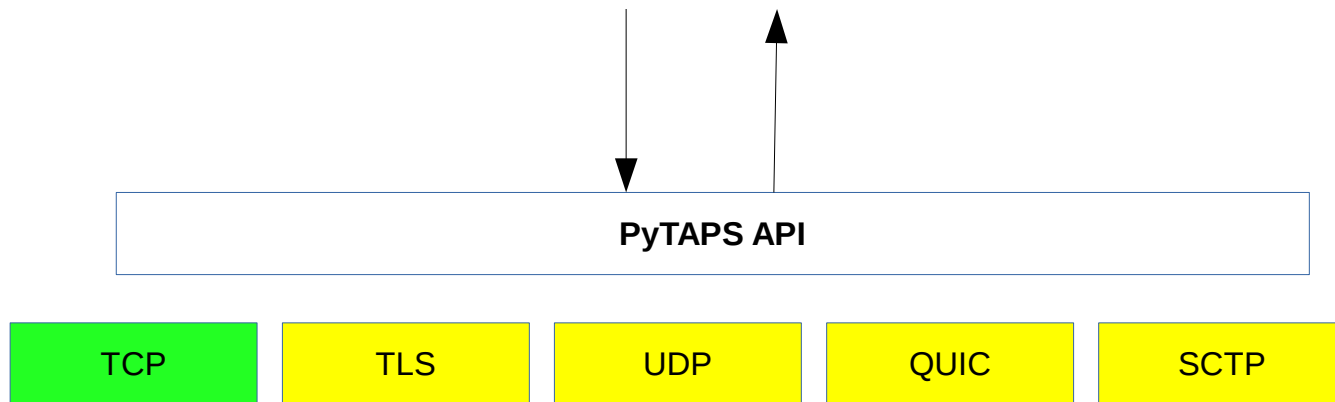 PyTAPS API
TCP
TLS
UDP
QUIC
SCTP